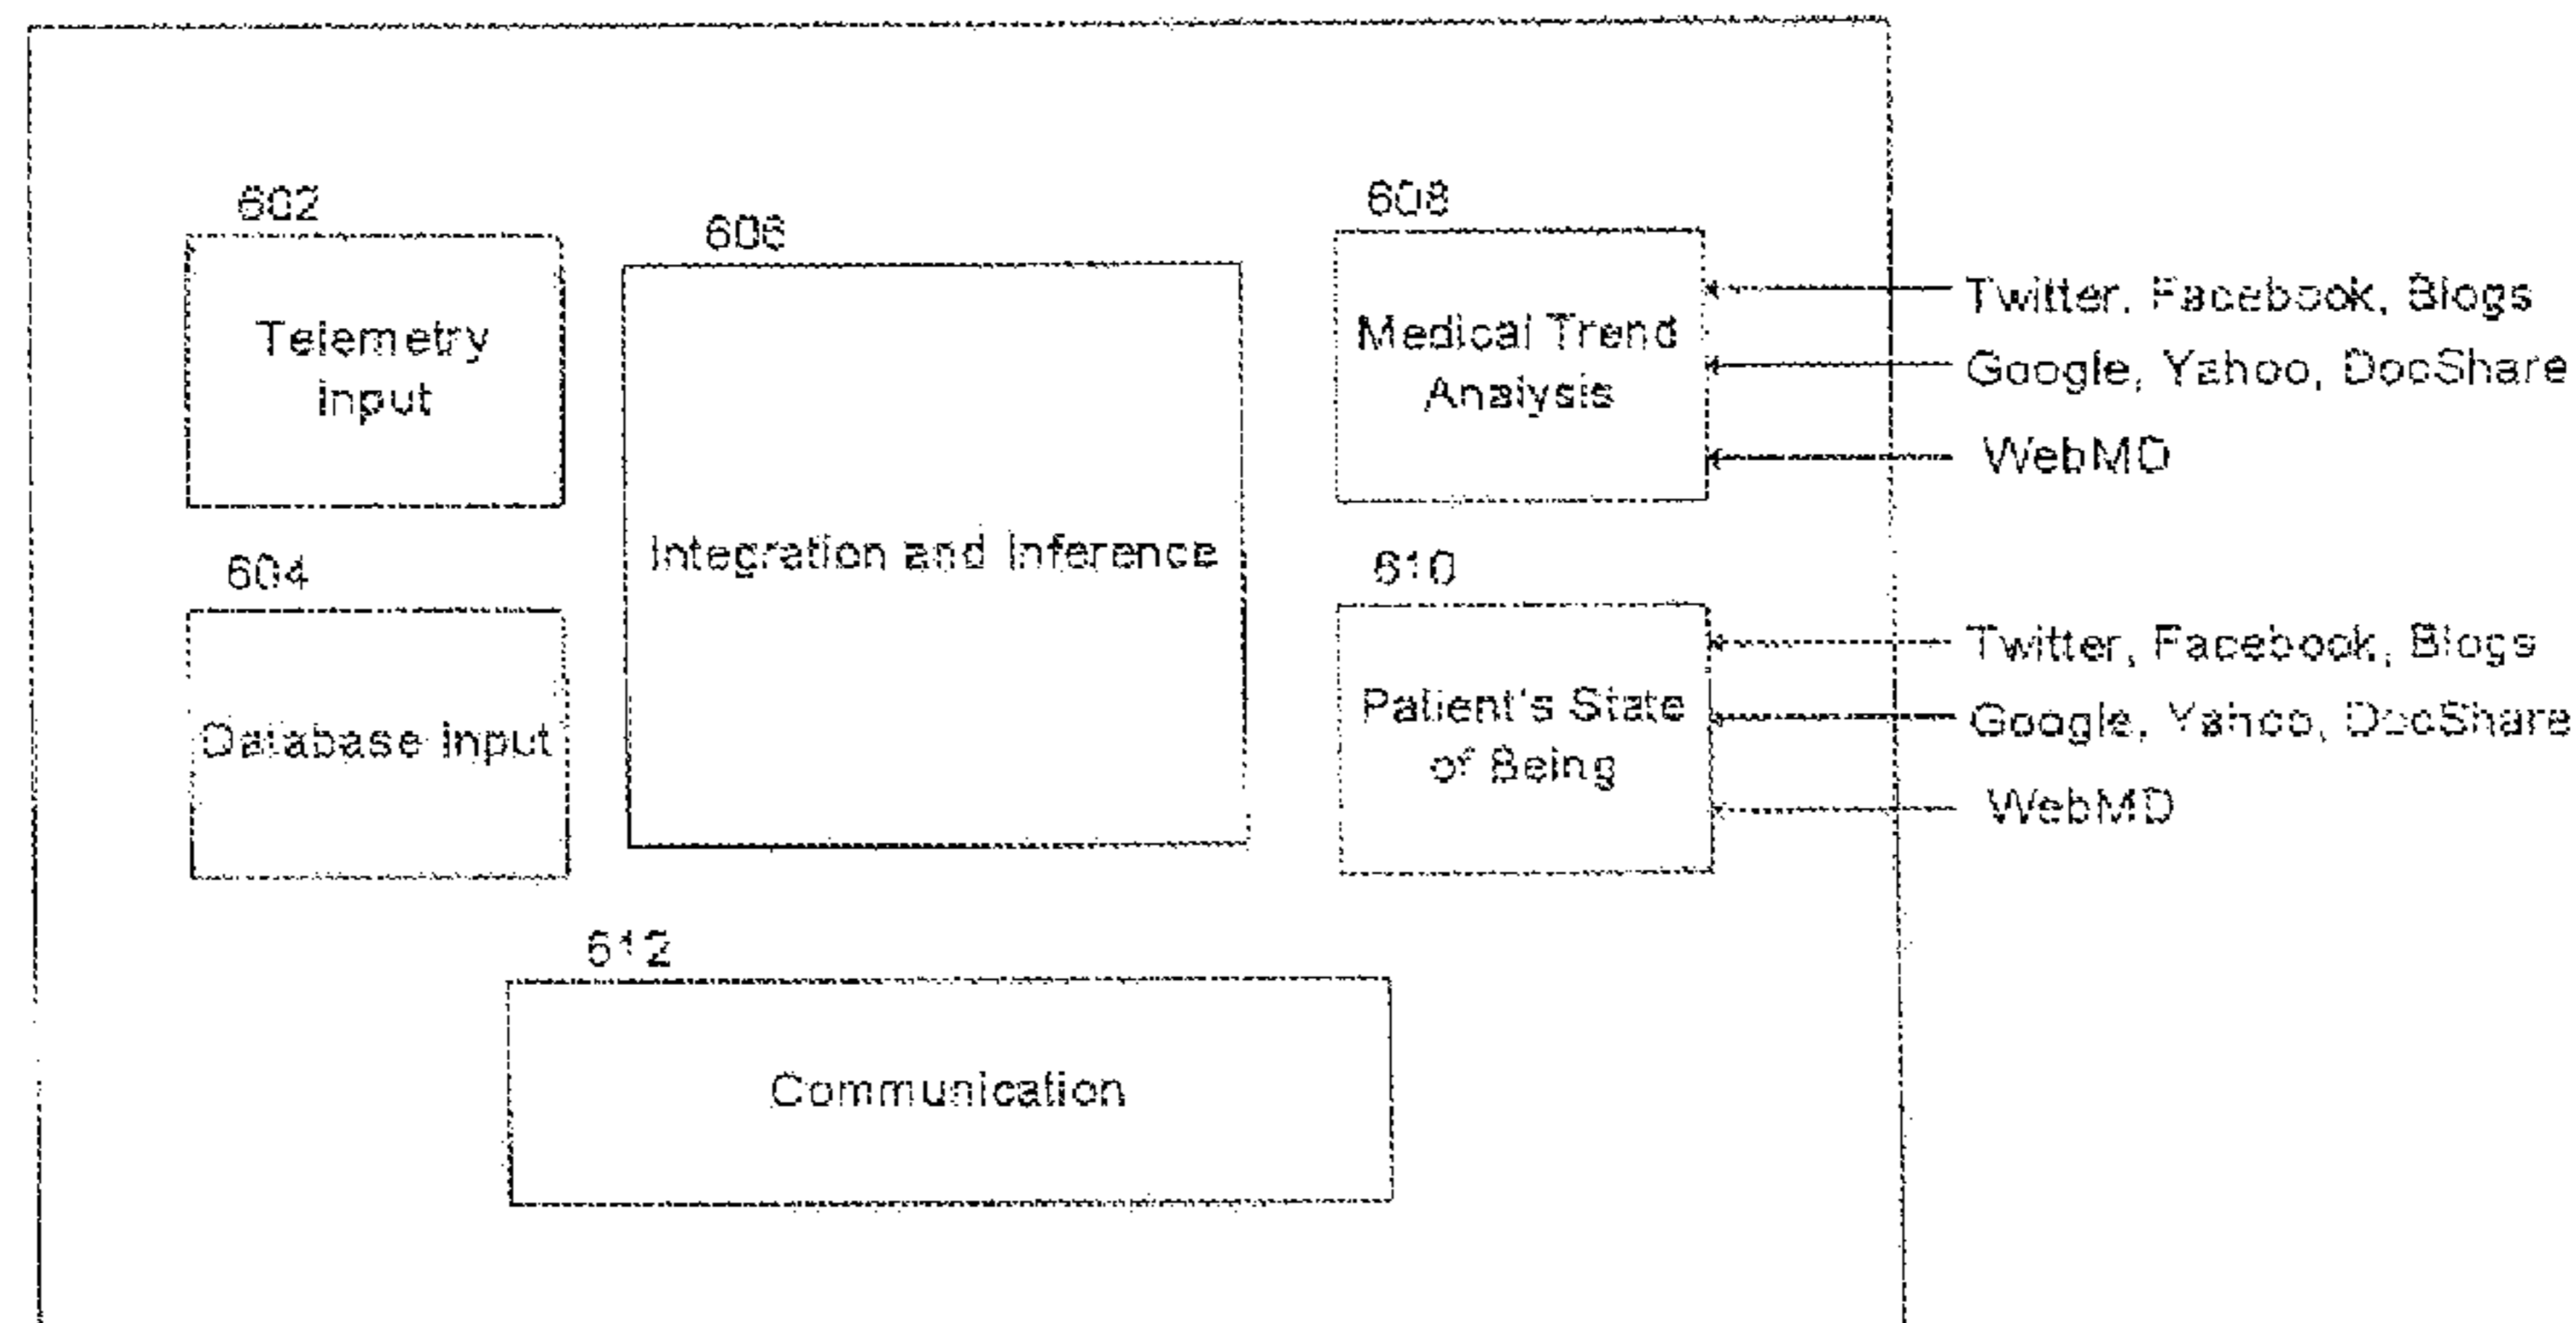 602
Telemetry
Input
604
Database Input
606
Integration and Inference
608
Medical Trend
Analysis
Twitter, Facebook, Blogs
Google, Yahoo, DocShare
WebMD
610
Patient's State
of Being
Twitter, Facebook, Blogs
Google, Yahoo, DocShare
WebMD
612
Communication